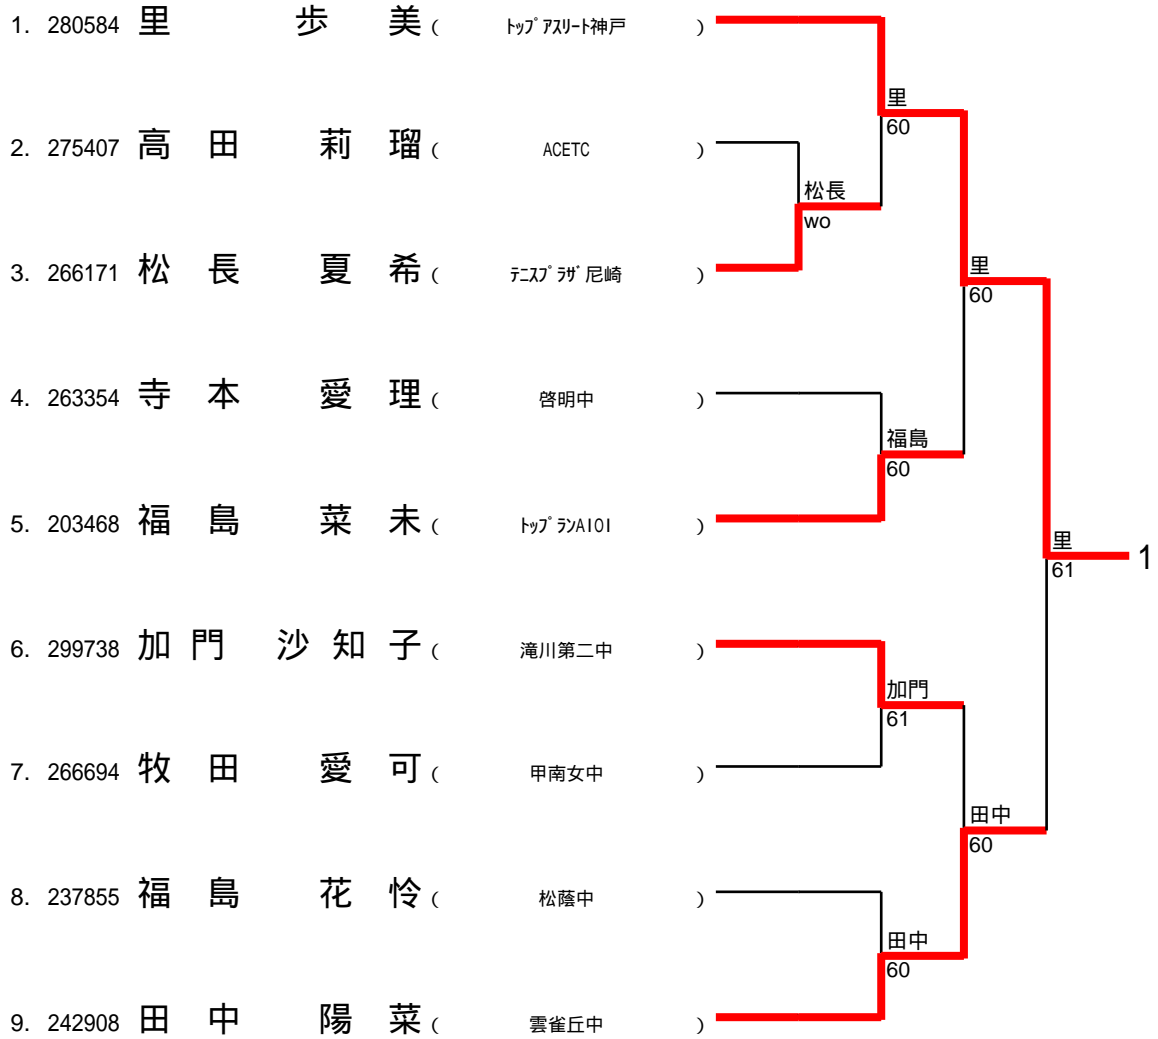 1. 280584 里 歩 美 ( トップアスリート神戸 )
里
60
2. 275407 高 田 莉 瑠 ( ACETC )
松長
wo
3. 266171 松 長 夏 希 ( テニスプラザ尼崎 )
里
60
4. 263354 寺 本 愛 理 ( 啓明中 )
福島
60
5. 203468 福 島 菜 未 ( トップランAIOI )
里
61
1
6. 299738 加 門 沙 知 子 ( 滝川第二中 )
加門
61
7. 266694 牧 田 愛 可 ( 甲南女中 )
田中
60
8. 237855 福 島 花 怜 ( 松蔭中 )
田中
60
9. 242908 田 中 陽 菜 ( 雲雀丘中 )